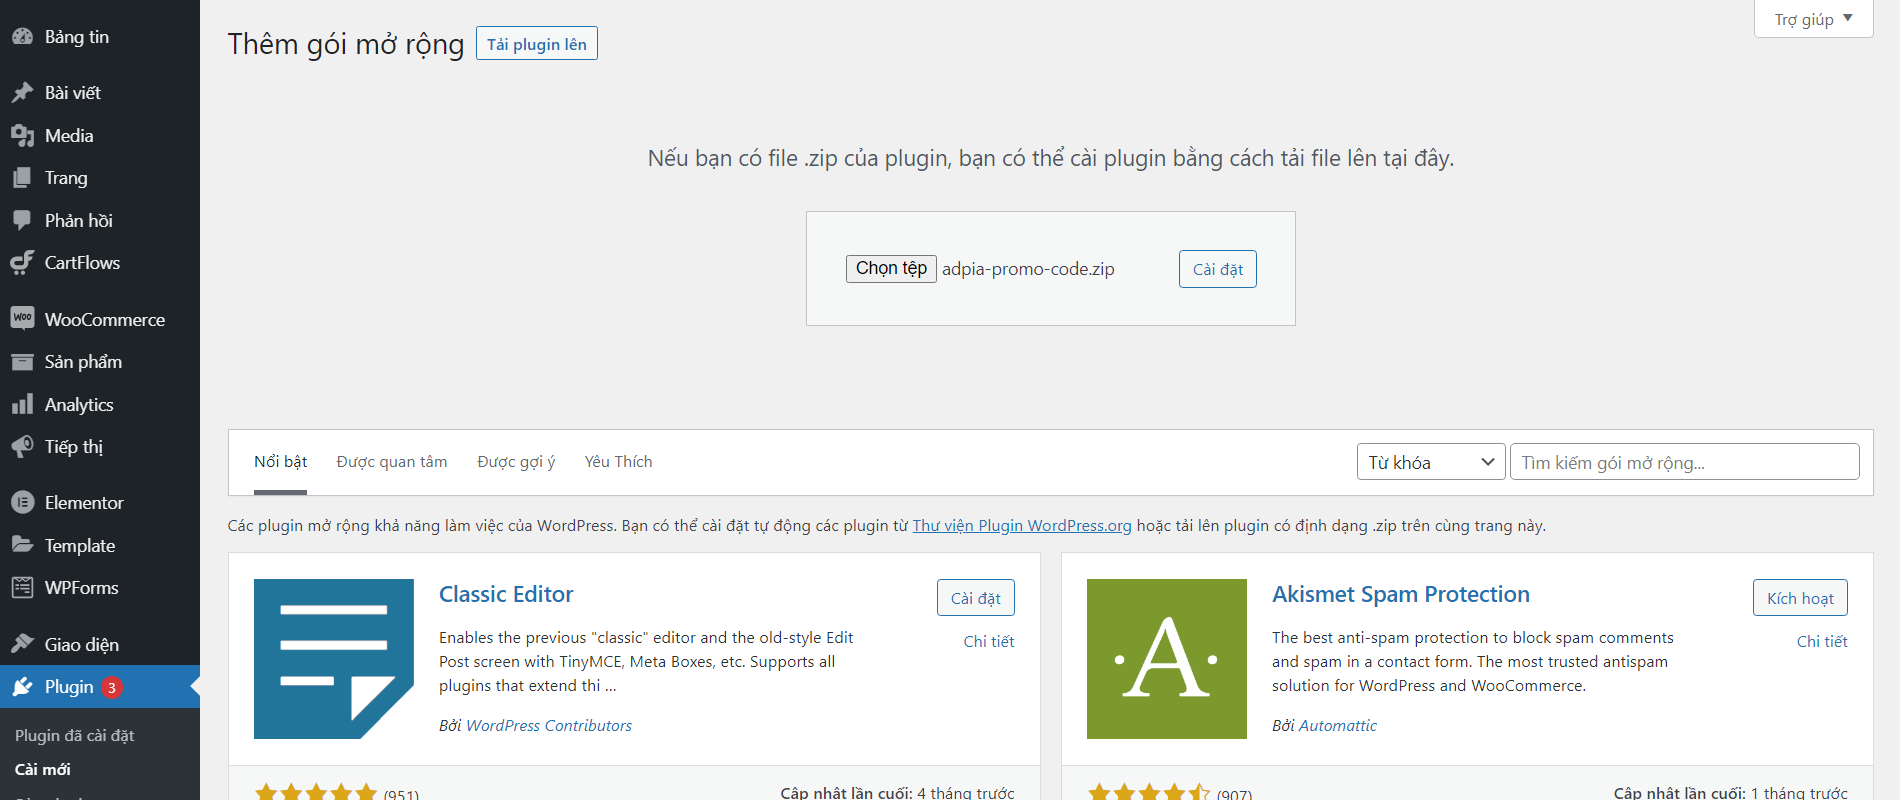 Bảng tin
Bài viết
Media
Trang
Phản hồi
CartFlows
WooCommerce
Sản phẩm
Analytics
Tiếp thị
Elementor
Template
WPForms
Giao diện
Plugin 3
Plugin đã cài đặt
Cài mới
Trợ giúp
Thêm gói mở rộng Tải plugin lên
Nếu bạn có file .zip của plugin, bạn có thể cài plugin bằng cách tải file lên tại đây.
Chọn tệp adpia-promo-code.zip Cài đặt
Nổi bật Được quan tâm Được gợi ý Yêu Thích Từ khóa Tìm kiếm gói mở rộng...
Các plugin mở rộng khả năng làm việc của WordPress. Bạn có thể cài đặt tự động các plugin từ Thư viện Plugin WordPress.org hoặc tải lên plugin có định dạng .zip trên cùng trang này.
Classic Editor
Cài đặt
Chi tiết
Enables the previous "classic" editor and the old-style Edit
Post screen with TinyMCE, Meta Boxes, etc. Supports all
plugins that extend thi ...
Bởi WordPress Contributors
(951)
Cập nhật lần cuối: 4 tháng trước
A
Akismet Spam Protection
Kích hoạt
Chi tiết
The best anti-spam protection to block spam comments
and spam in a contact form. The most trusted antispam
solution for WordPress and WooCommerce.
Bởi Automattic
(907)
Cập nhật lần cuối: 1 tháng trước